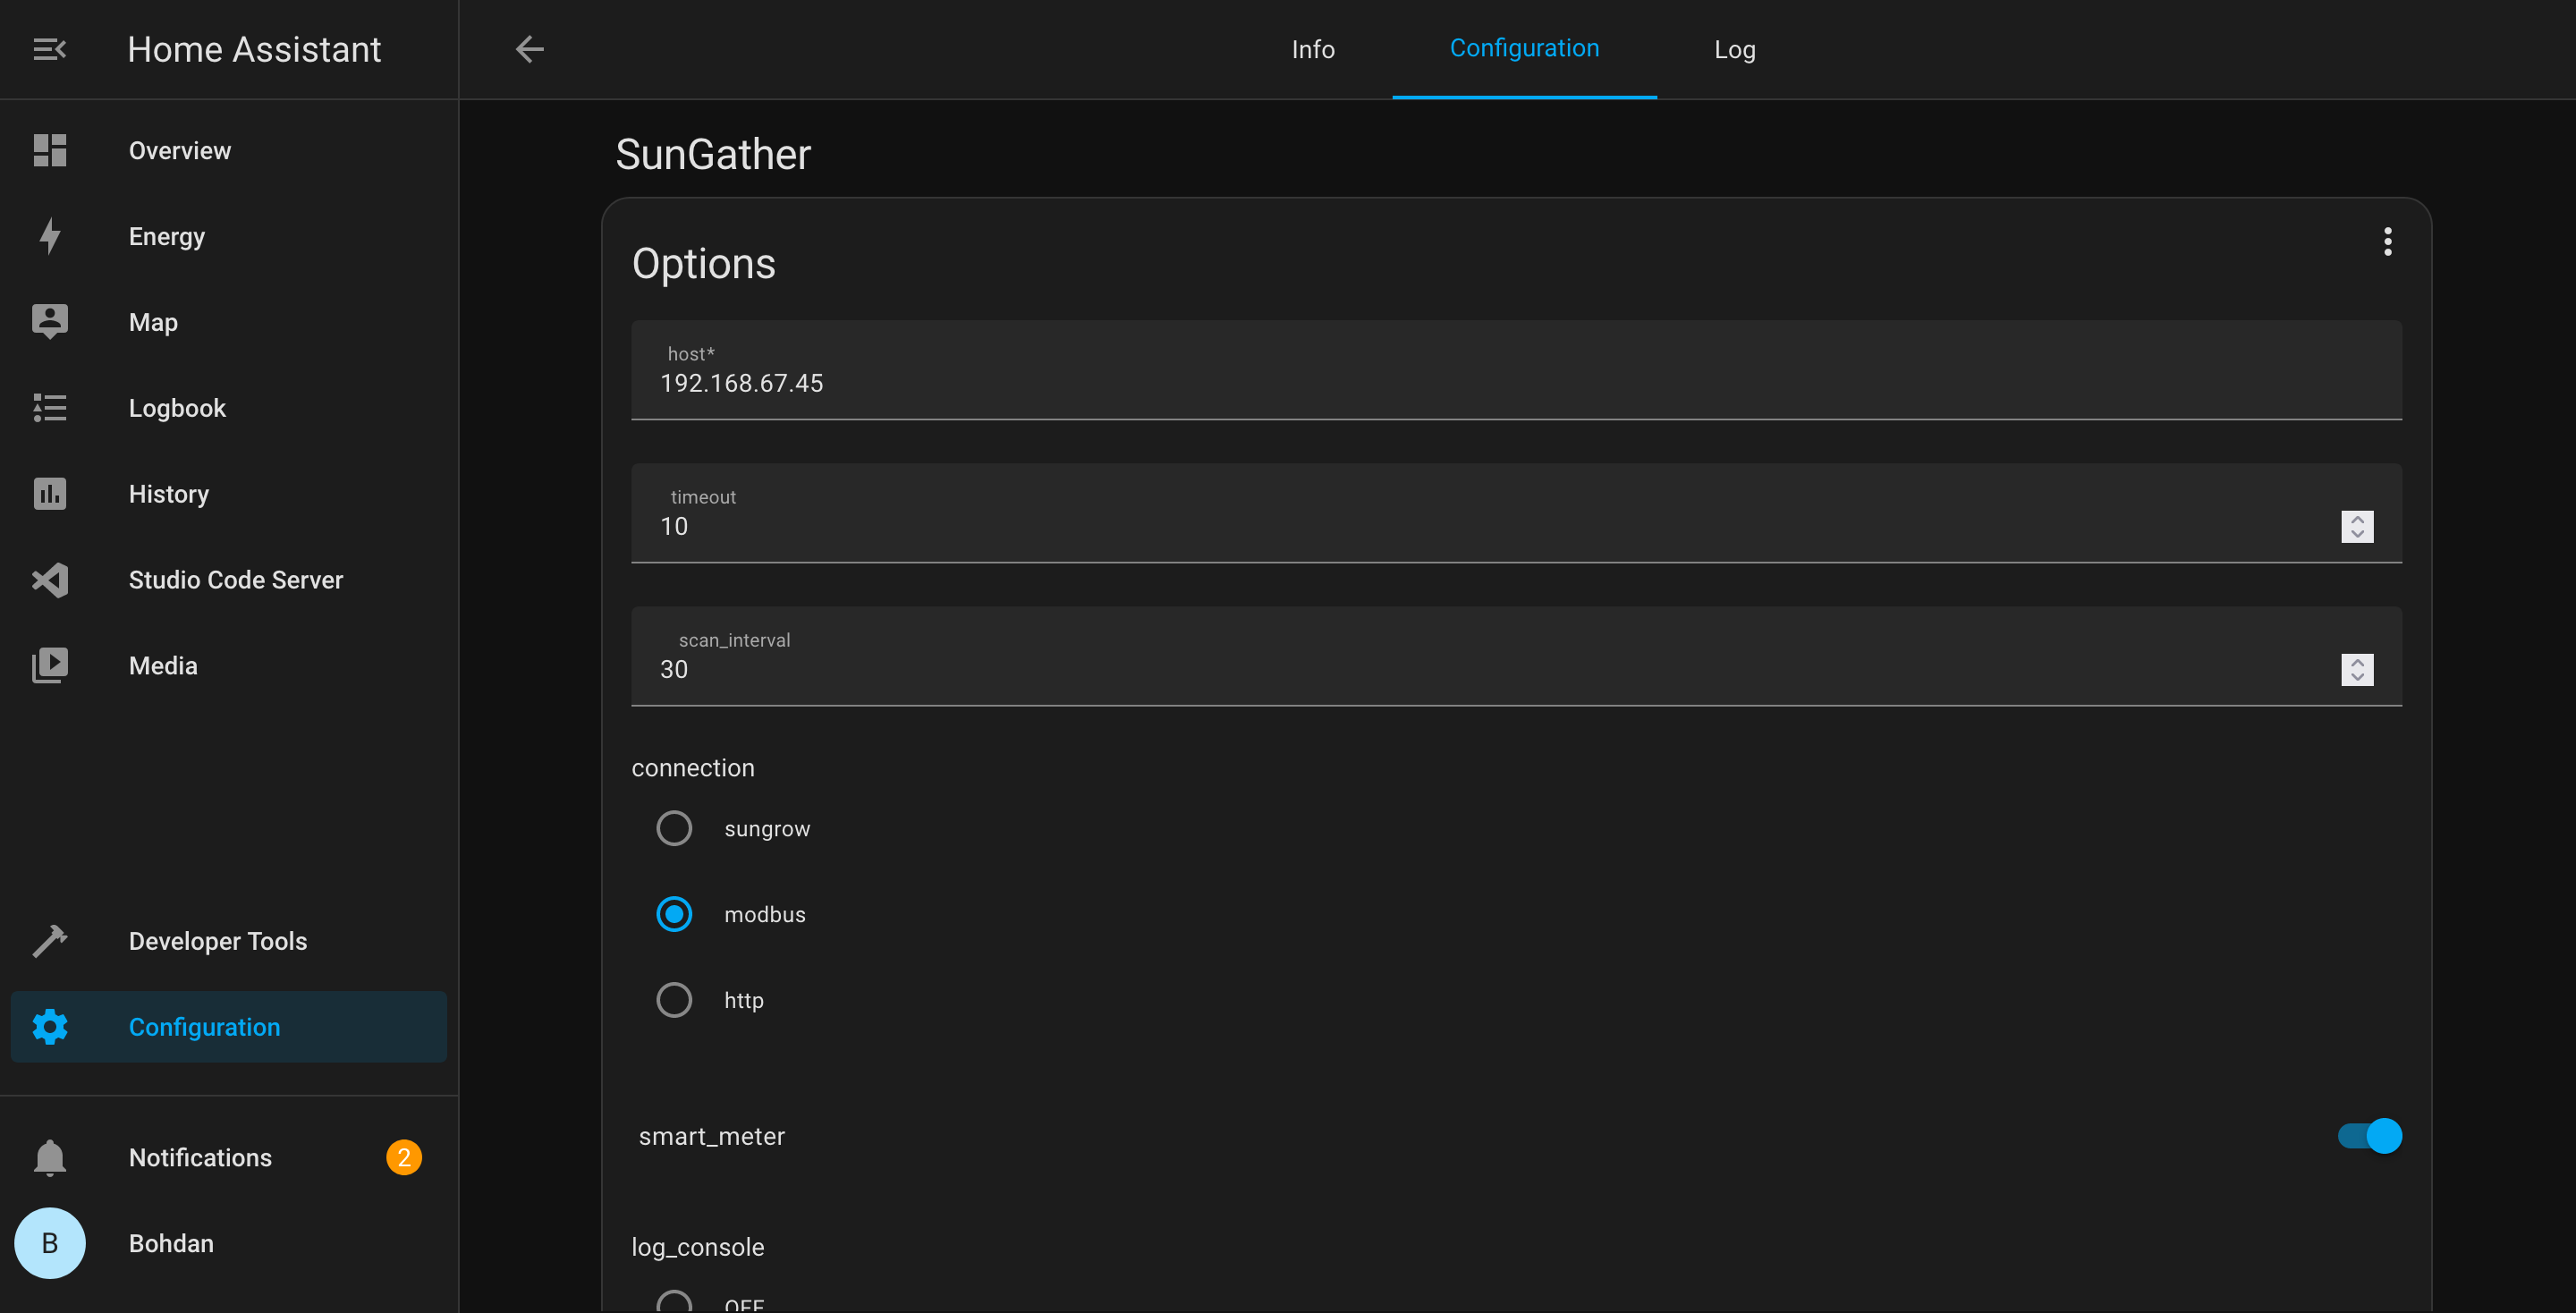 Home Assistant
Overview
Energy
Map
Logbook
History
Studio Code Server
Media
Developer Tools
Configuration
Notifications
2
B
Bohdan
Info
Configuration
Log
SunGather
Options
host*
192.168.67.45
timeout
10
scan_interval
30
connection
sungrow
modbus
http
smart_meter
log_console
OFF